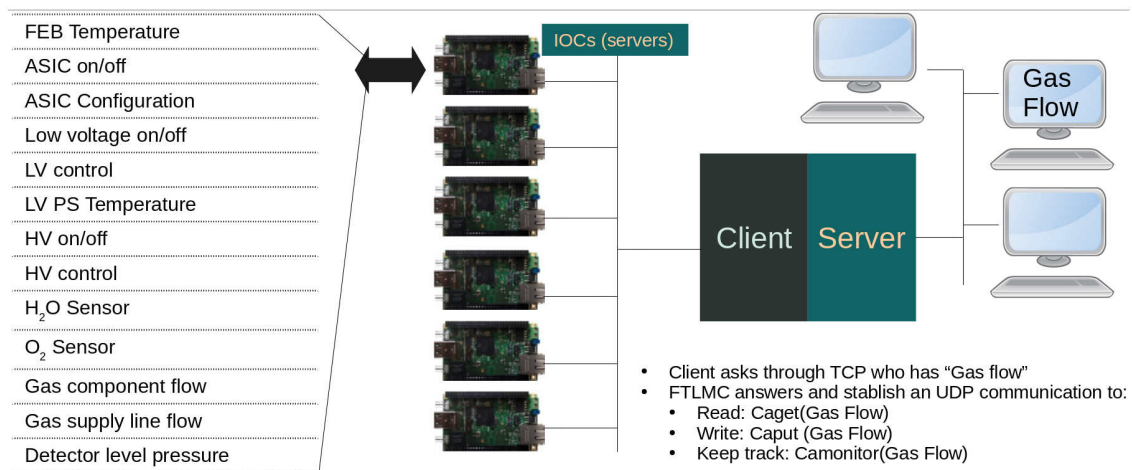 FEB Temperature
ASIC on/off
ASIC Configuration
Low voltage on/off
LV control
LV PS Temperature
HV on/off
HV control
H₂O Sensor
O₂ Sensor
Gas component flow
Gas supply line flow
Detector level pressure
IOCs (servers)
Gas
Flow
Client Server
• Client asks through TCP who has “Gas flow”
• FTLMC answers and stablish an UDP communication to:
• Read: Caget(Gas Flow)
• Write: Caput (Gas Flow)
• Keep track: Camonitor(Gas Flow)